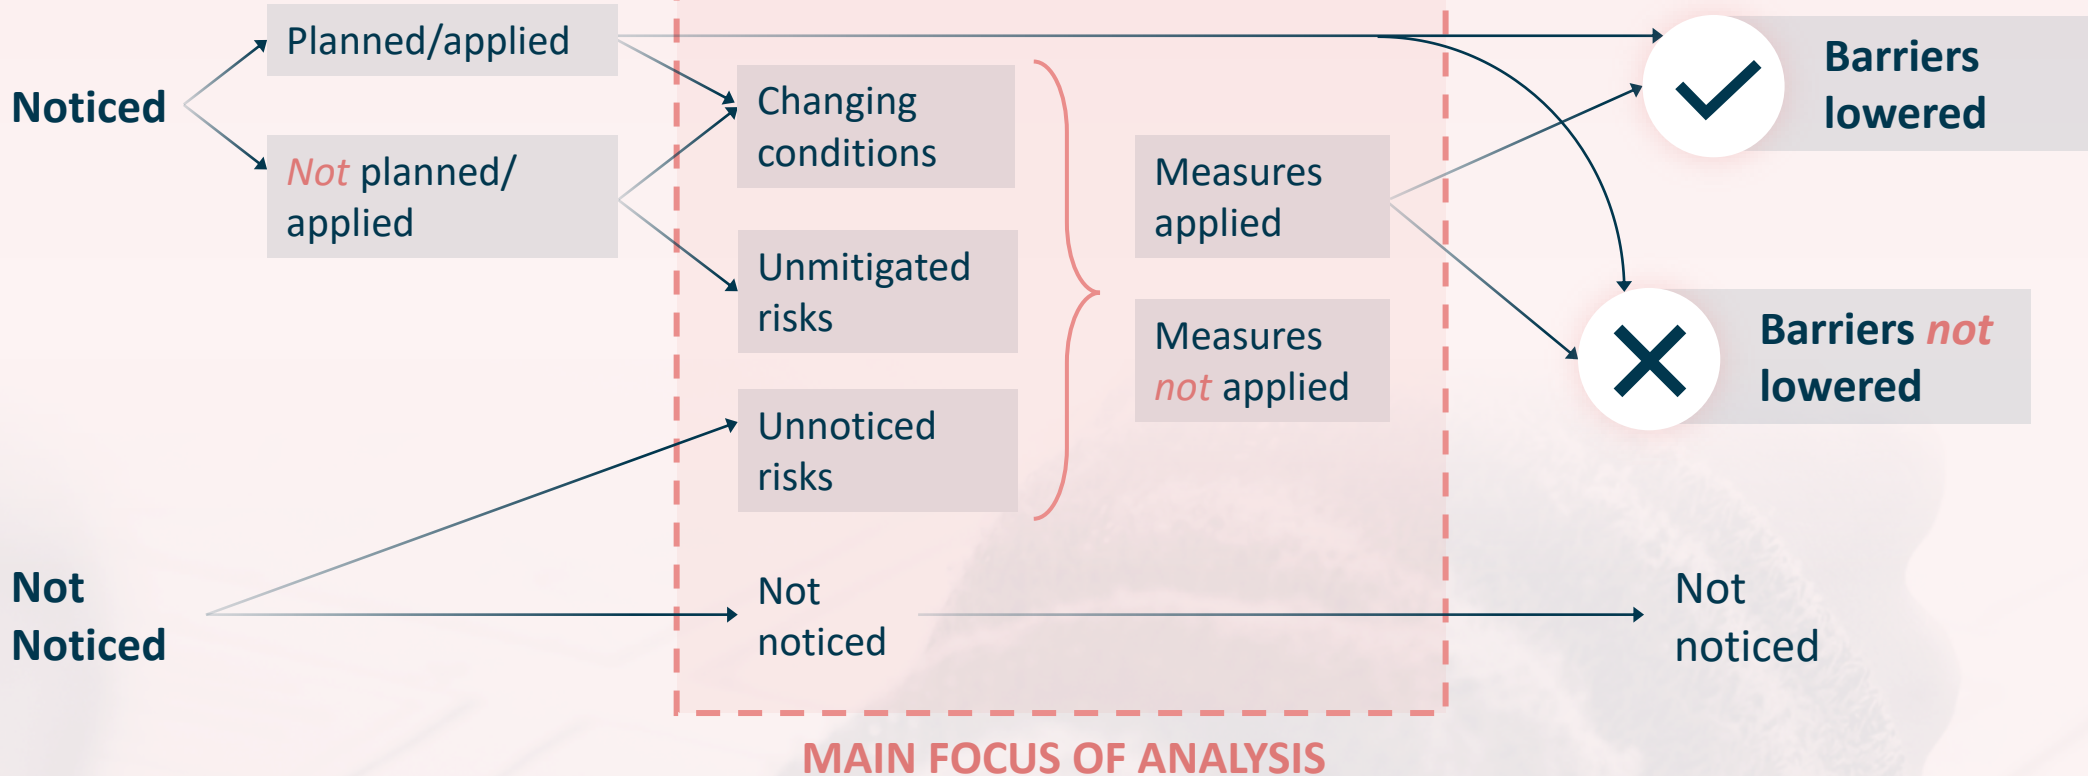 Noticed
Planned/applied
Not planned/
applied
Changing
conditions
Unmitigated
risks
Unnoticed
risks
Measures
applied
Measures
not applied
Barriers
lowered
Barriers not
lowered
Not
Noticed
Not
noticed
Not
noticed
MAIN FOCUS OF ANALYSIS